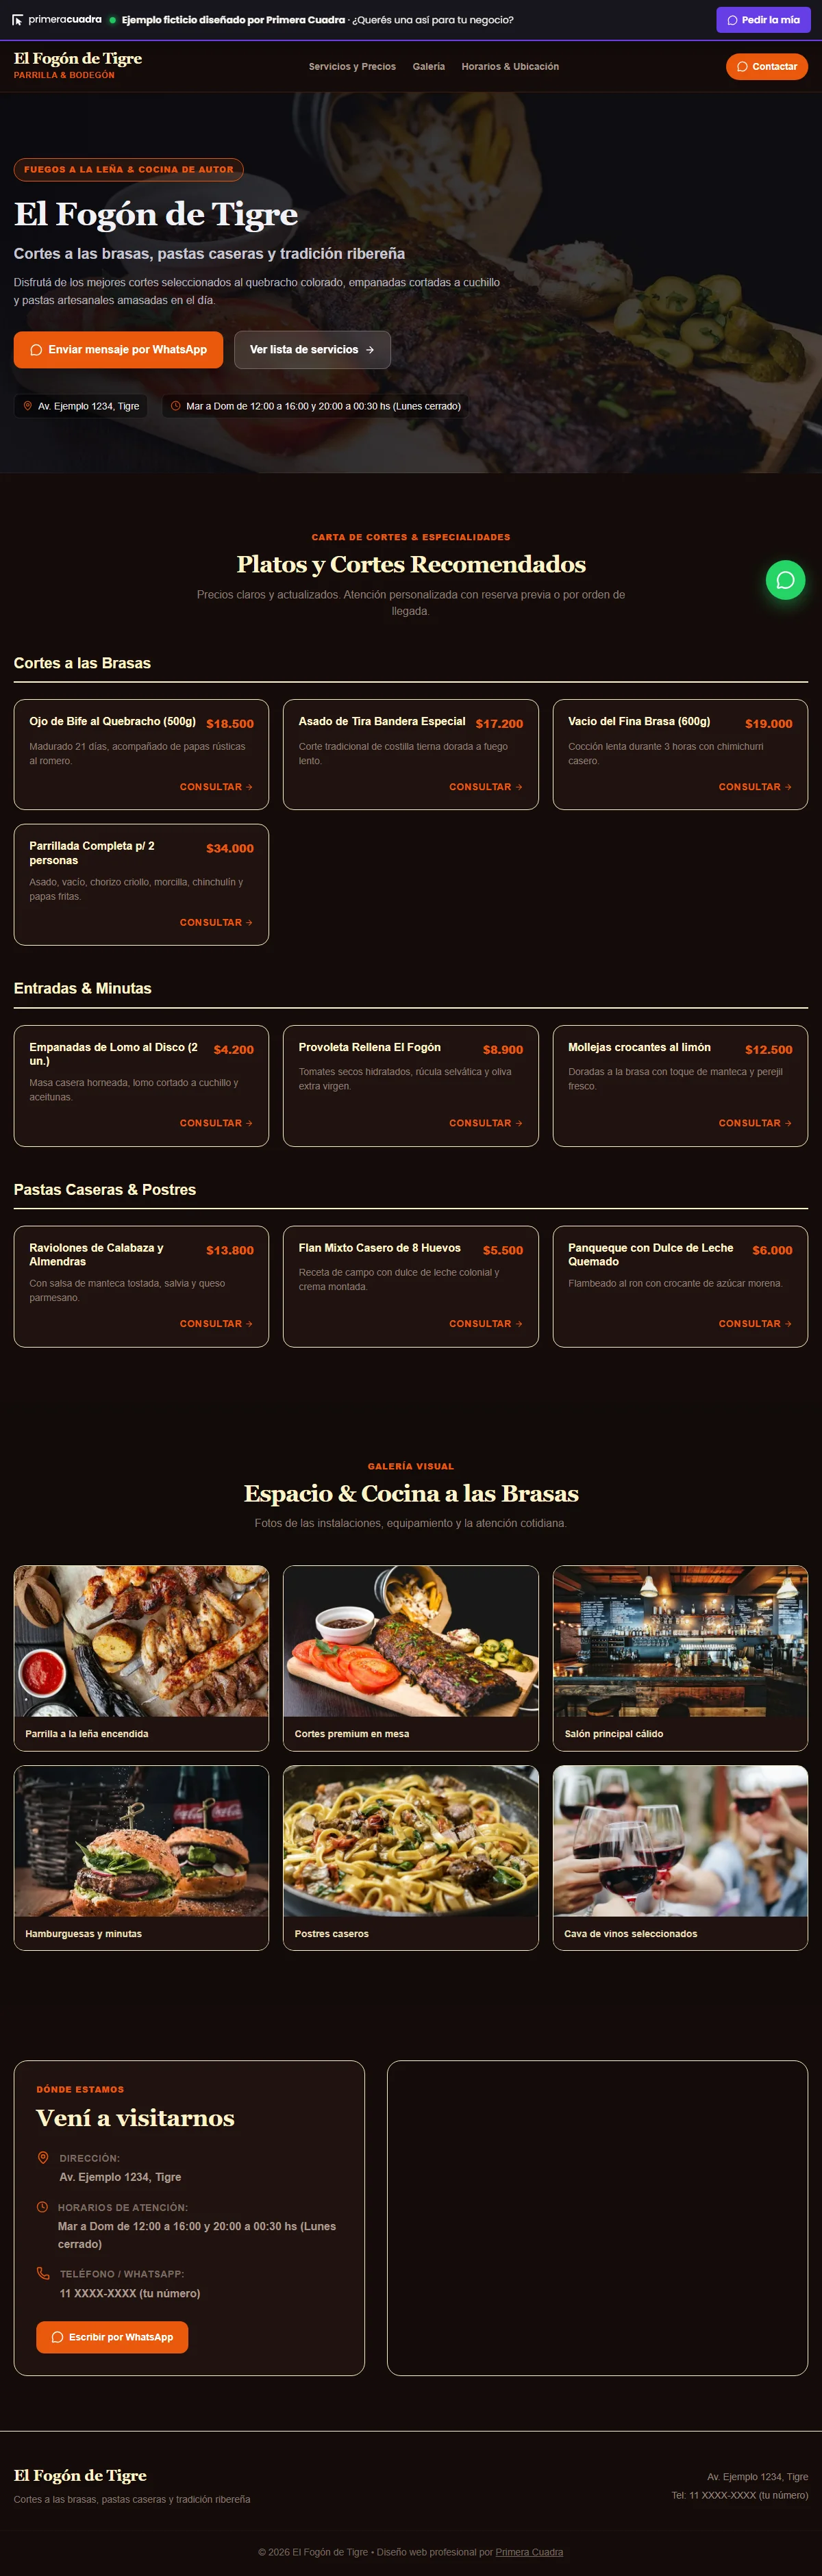 primeracuadra
Ejemplo ficticio diseñado por Primera Cuadra · ¿Querés una así para tu negocio?
Pedir la mía
El Fogón de Tigre
PARRILLA & BODEGÓN
Servicios y Precios
Galería
Horarios & Ubicación
Contactar
FUEGOS A LA LEÑA & COCINA DE AUTOR
El Fogón de Tigre
Cortes a las brasas, pastas caseras y tradición ribereña
Disfrutá de los mejores cortes seleccionados al quebracho colorado, empanadas cortadas a cuchillo
y pastas artesanales amasadas en el día.
Enviar mensaje por WhatsApp
Ver lista de servicios →
Av. Ejemplo 1234, Tigre
Mar a Dom de 12:00 a 16:00 y 20:00 a 00:30 hs (Lunes cerrado)
CARTA DE CORTES & ESPECIALIDADES
Platos y Cortes Recomendados
Precios claros y actualizados. Atención personalizada con reserva previa o por orden de
llegada.
Cortes a las Brasas
Ojo de Bife al Quebracho (500g)
$18.500
Madurado 21 días, acompañado de papas rústicas
al romero.
CONSULTAR →
Asado de Tira Bandera Especial
$17.200
Corte tradicional de costilla tierna dorada a fuego
lento.
CONSULTAR →
Vacio del Fina Brasa (600g)
$19.000
Cocción lenta durante 3 horas con chimichurri
casero.
CONSULTAR →
Parrillada Completa p/ 2
personas
$34.000
Asado, vacío, chorizo criollo, morcilla, chinchulín y
papas fritas.
CONSULTAR →
Entradas & Minutas
Empanadas de Lomo al Disco (2
un.)
$4.200
Masa casera horneada, lomo cortado a cuchillo y
aceitunas.
CONSULTAR →
Provoleta Rellena El Fogón
$8.900
Tomates secos hidratados, rúcula selvática y oliva
extra virgen.
CONSULTAR →
Mollejas crocantes al limón
$12.500
Doradas a la brasa con toque de manteca y perejil
fresco.
CONSULTAR →
Pastas Caseras & Postres
Raviolones de Calabaza y
Almendras
$13.800
Con salsa de manteca tostada, salvia y queso
parmesano.
CONSULTAR →
Flan Mixto Casero de 8 Huevos
$5.500
Receta de campo con dulce de leche colonial y
crema montada.
CONSULTAR →
Panqueque con Dulce de Leche
Quemado
$6.000
Flambeado al ron con crocante de azúcar morena.
CONSULTAR →
GALERÍA VISUAL
Espacio & Cocina a las Brasas
Fotos de las instalaciones, equipamiento y la atención cotidiana.
Parrilla a la leña encendida
Cortes premium en mesa
Salón principal cálido
Coca-Cola
Hamburguesas y minutas
Postres caseros
Cava de vinos seleccionados
DÓNDE ESTAMOS
Vení a visitarnos
DIRECCIÓN:
Av. Ejemplo 1234, Tigre
HORARIOS DE ATENCIÓN:
Mar a Dom de 12:00 a 16:00 y 20:00 a 00:30 hs (Lunes
cerrado)
TELÉFONO / WHATSAPP:
11 XXXX-XXXX (tu número)
Escribir por WhatsApp
El Fogón de Tigre
Cortes a las brasas, pastas caseras y tradición ribereña
Av. Ejemplo 1234, Tigre
Tel: 11 XXXX-XXXX (tu número)
© 2026 El Fogón de Tigre • Diseño web profesional por Primera Cuadra